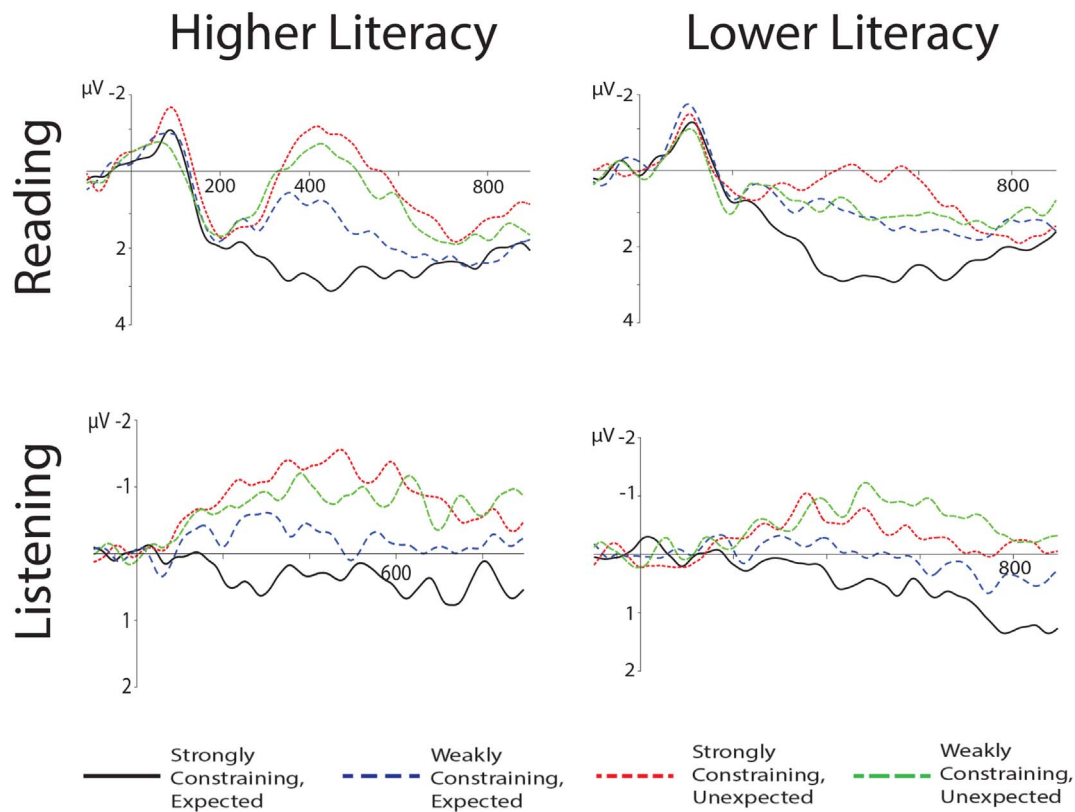 Higher Literacy
Lower Literacy
Reading
µV -2
200
400
800
2
4
µV -2
800
2
4
Listening
µV -2
-1
600
1
2
µV -2
-1
800
1
2
Strongly
Constraining,
Expected
Weakly
Constraining,
Expected
Strongly
Constraining,
Unexpected
Weakly
Constraining,
Unexpected